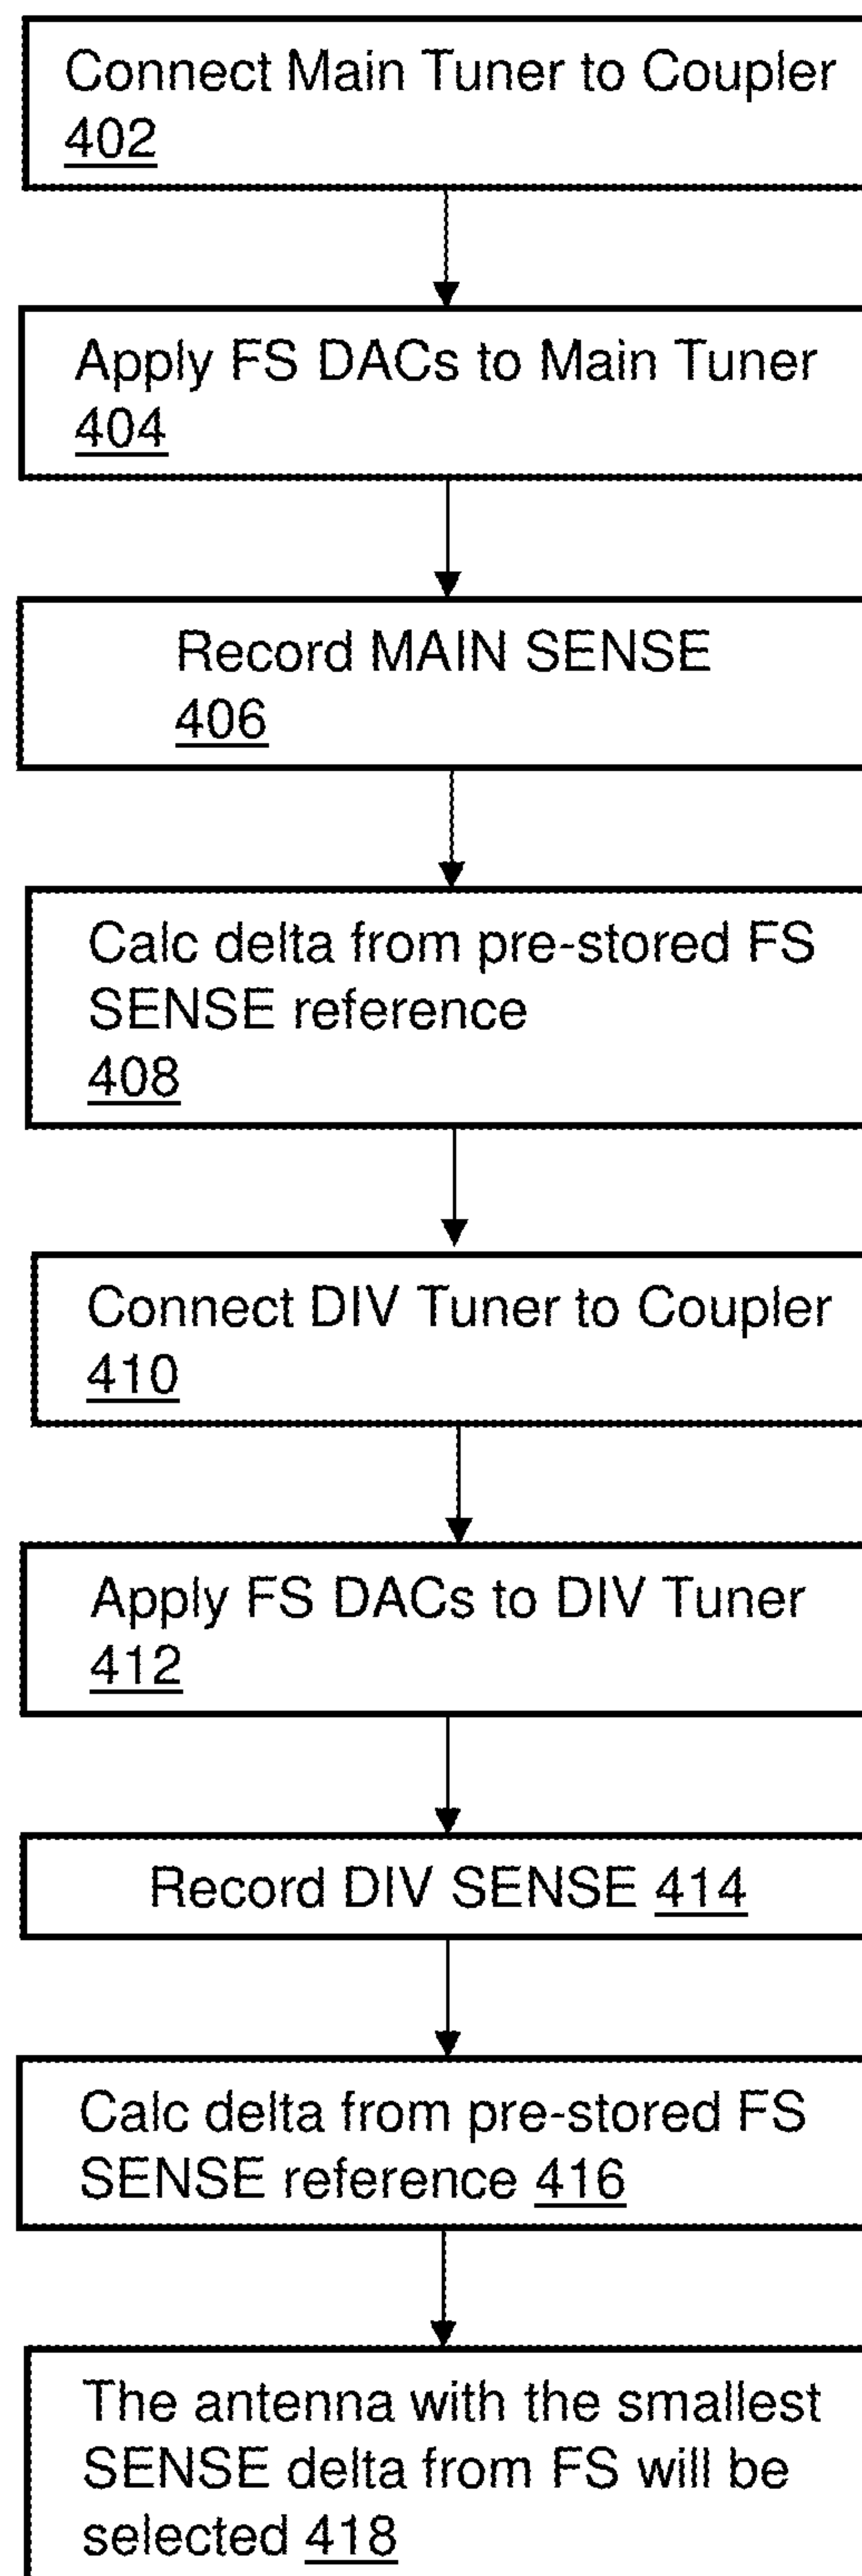 Connect Main Tuner to Coupler
402
Apply FS DACs to Main Tuner
404
Record MAIN SENSE
406
Calc delta from pre-stored FS
SENSE reference
408
Connect DIV Tuner to Coupler
410
Apply FS DACs to DIV Tuner
412
Record DIV SENSE 414
Calc delta from pre-stored FS
SENSE reference 416
The antenna with the smallest
SENSE delta from FS will be
selected 418